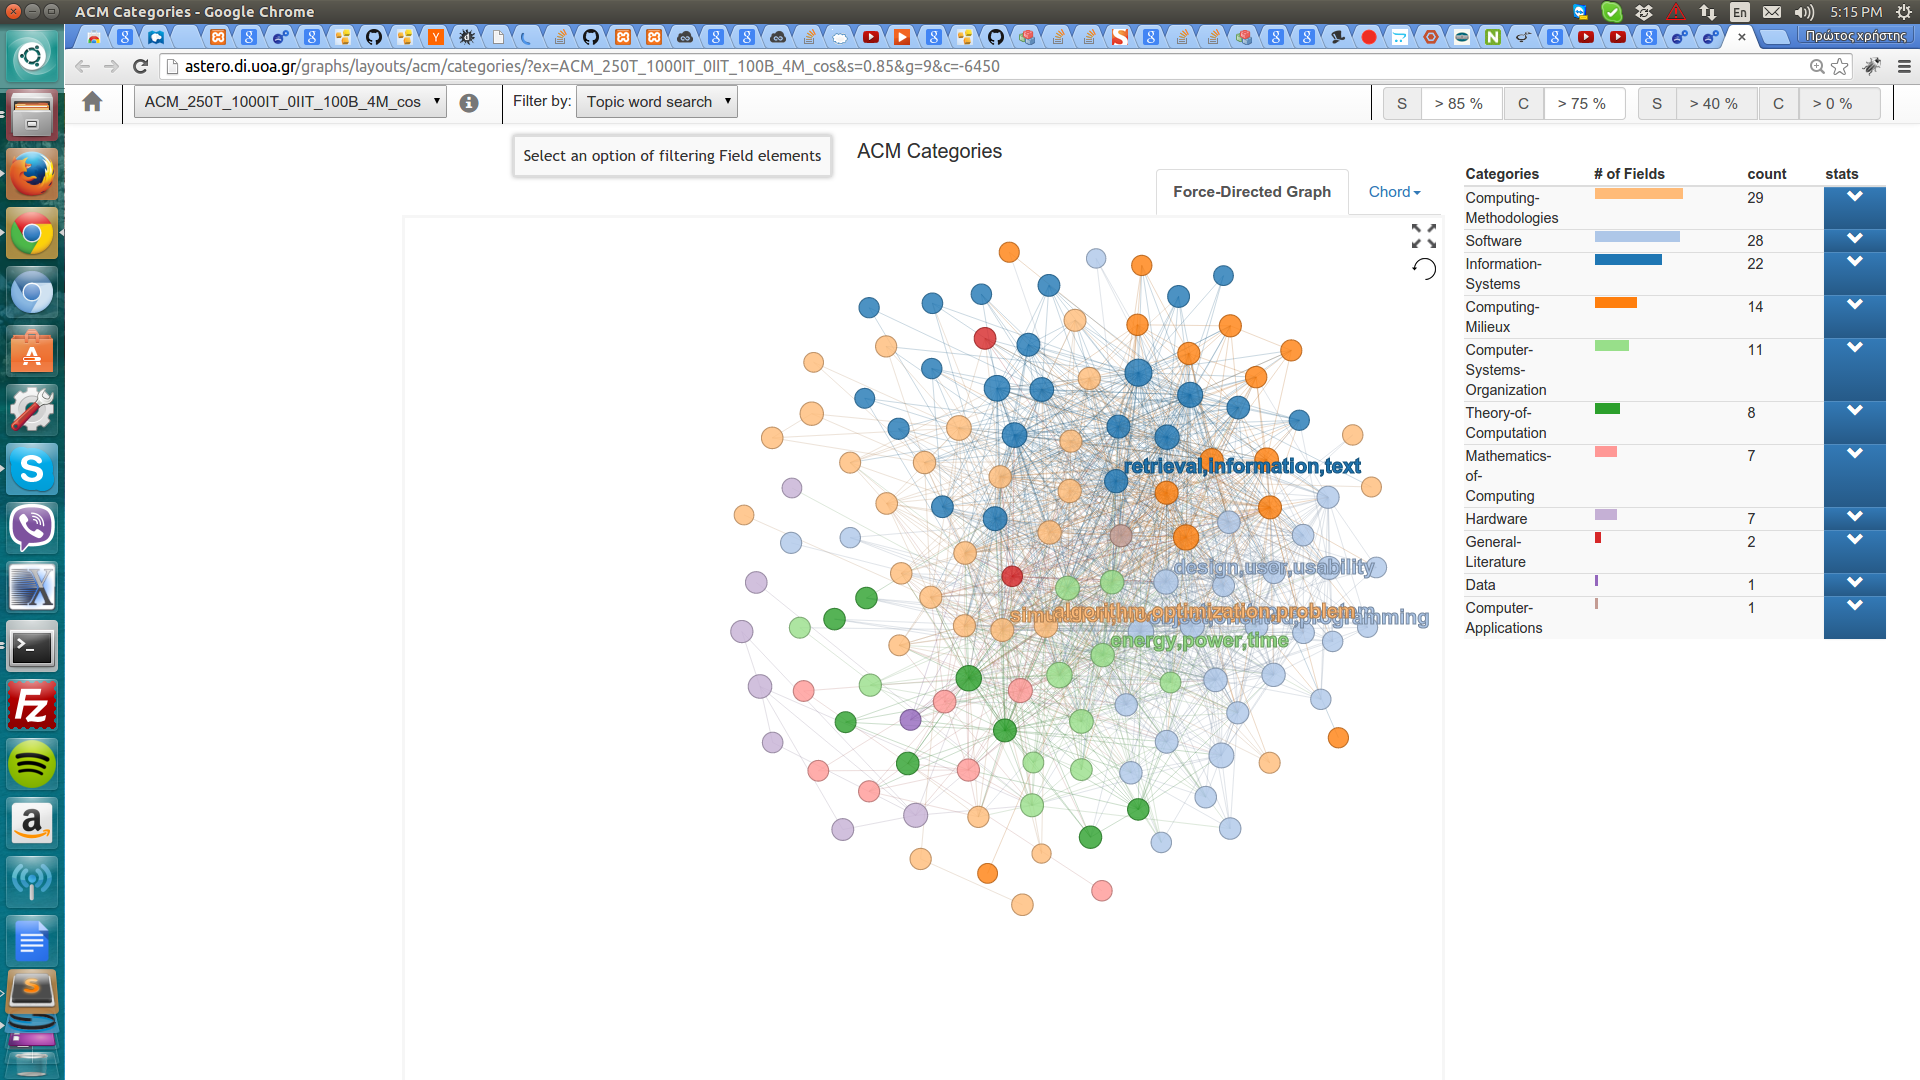 ACM Categories - Google Chrome
En
5:15 PM
Πρώτος χρήστης
astero.di.uoa.gr/graphs/layouts/acm/categories/?ex=ACM_250T_1000IT_0IIT_100B_4M_cos&s=0.85&g=9&c=-6450
ACM_250T_1000IT_0IIT_100B_4M_cos
Filter by:
Topic word search
S
> 85 %
C
> 75 %
S
> 40 %
C
> 0 %
Select an option of filtering Field elements
ACM Categories
Force-Directed Graph
Chord
Categories # of Fields count stats
Computing-
Methodologies
29
Software 28
Information-
Systems
22
Computing-
Milieux
14
Computer-
Systems-
Organization
11
Theory-of-
Computation
8
Mathematics-
of-
Computing
7
Hardware 7
General-
Literature
2
Data 1
Computer-
Applications
1
retrieval,information,text
design,user,usability
algorithm,optimization,problem
programming
energy,power,time